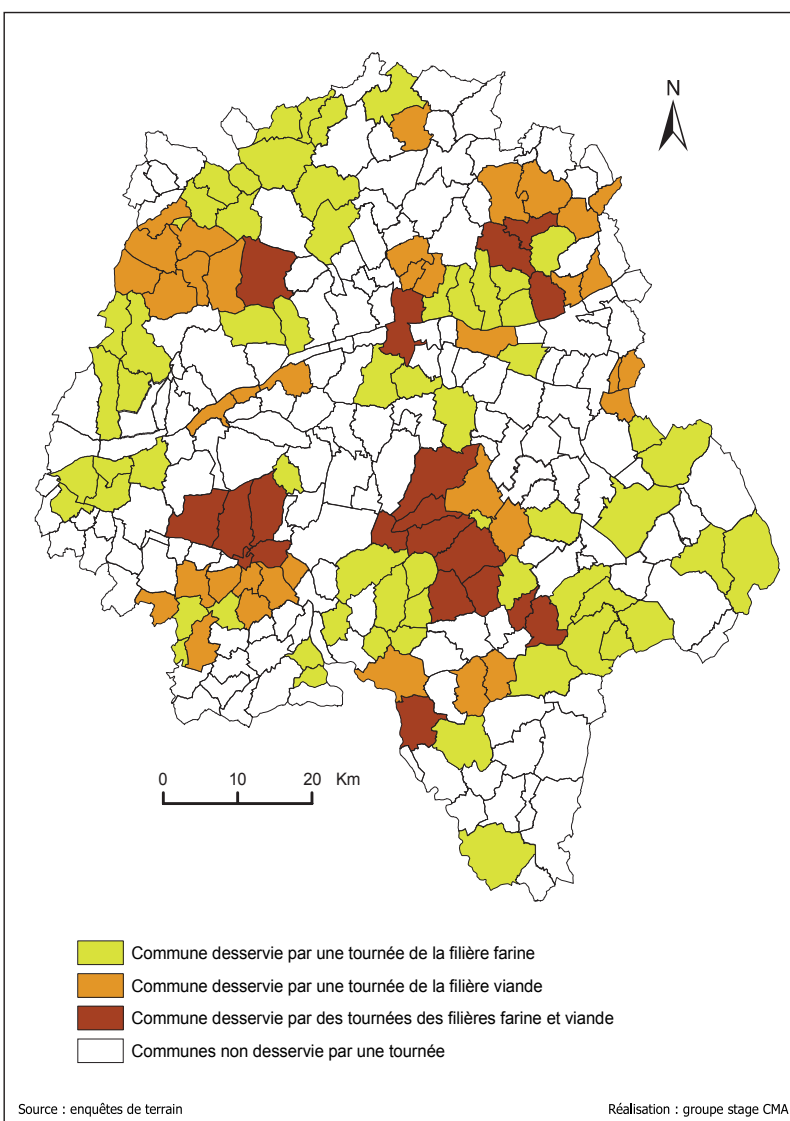 N
0 10 20 Km
Commune desservie par une tournée de la filière farine
Commune desservie par une tournée de la filière viande
Commune desservie par des tournées des filières farine et viande
Communes non desservie par une tournée
Source : enquêtes de terrain
Réalisation : groupe stage CMA